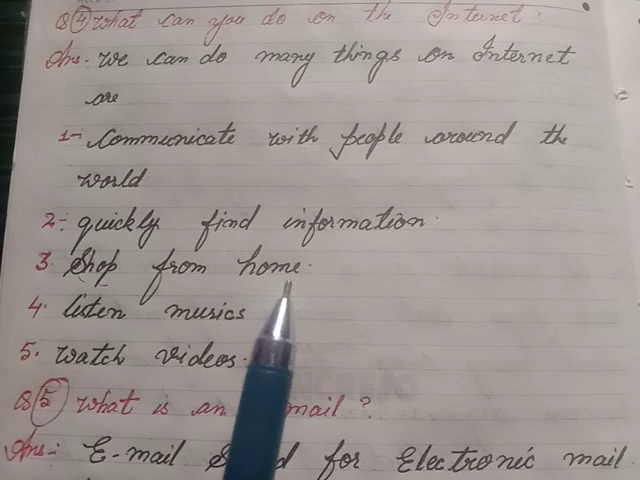 Q④ What can you do on the Internet:
Ans.- We can do many things on Internet
are
1- Communicate with people around the
world
2- quickly find information.
3. Shop from home.
4. listen musics
5. watch videos.
Q⑤ What is an mail?
Ans:- E-mail for Electronic mail.